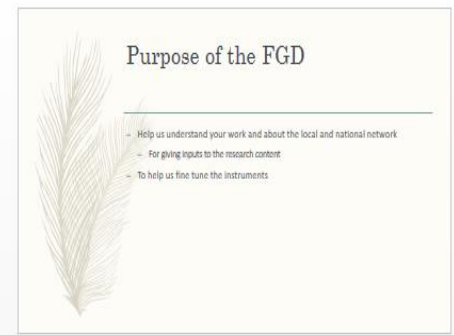 Purpose of the FGD
– Help us understand your work and about the local and national network
– For giving inputs to the research content
– To help us fine tune the instruments